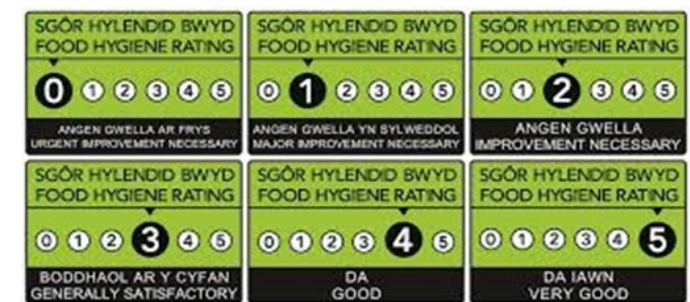 SGÔR HYLENDID BWYD
FOOD HYGIENE RATING
0 1 2 3 4 5
ANGEN GWELLA AR FRYS
URGENT IMPROVEMENT NECESSARY
SGÔR HYLENDID BWYD
FOOD HYGIENE RATING
0 1 2 3 4 5
ANGEN GWELLA YN SYLWEDDOL
MAJOR IMPROVEMENT NECESSARY
SGÔR HYLENDID BWYD
FOOD HYGIENE RATING
0 1 2 3 4 5
ANGEN GWELLA
IMPROVEMENT NECESSARY
SGÔR HYLENDID BWYD
FOOD HYGIENE RATING
0 1 2 3 4 5
BODDHAOL AR Y CYFAN
GENERALLY SATISFACTORY
SGÔR HYLENDID BWYD
FOOD HYGIENE RATING
0 1 2 3 4 5
DA
GOOD
SGÔR HYLENDID BWYD
FOOD HYGIENE RATING
0 1 2 3 4 5
DA IAWN
VERY GOOD